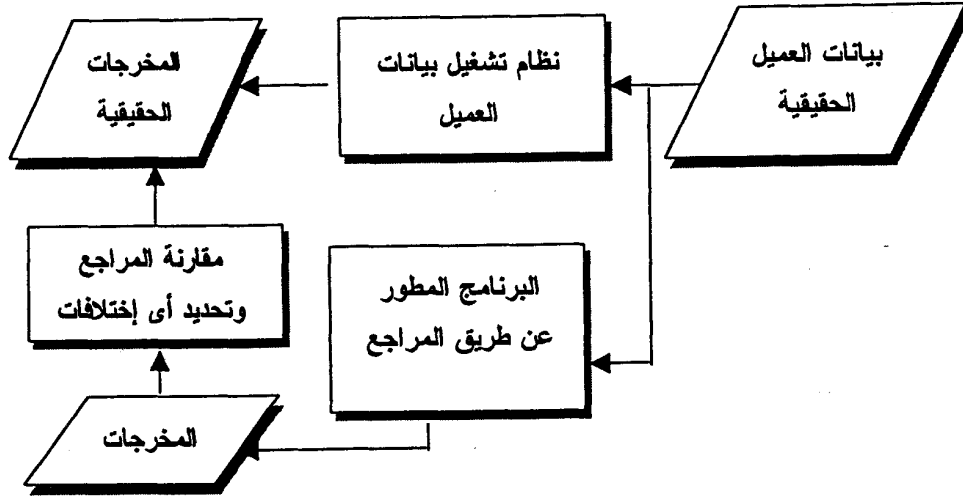 بيانات العميل
الحقيقية
نظام تشغيل بيانات
العميل
المخرجات
الحقيقية
البرنامج المطور
عن طريق المراجع
مقارنة المراجع
وتحديد أى إختلافات
المخرجات